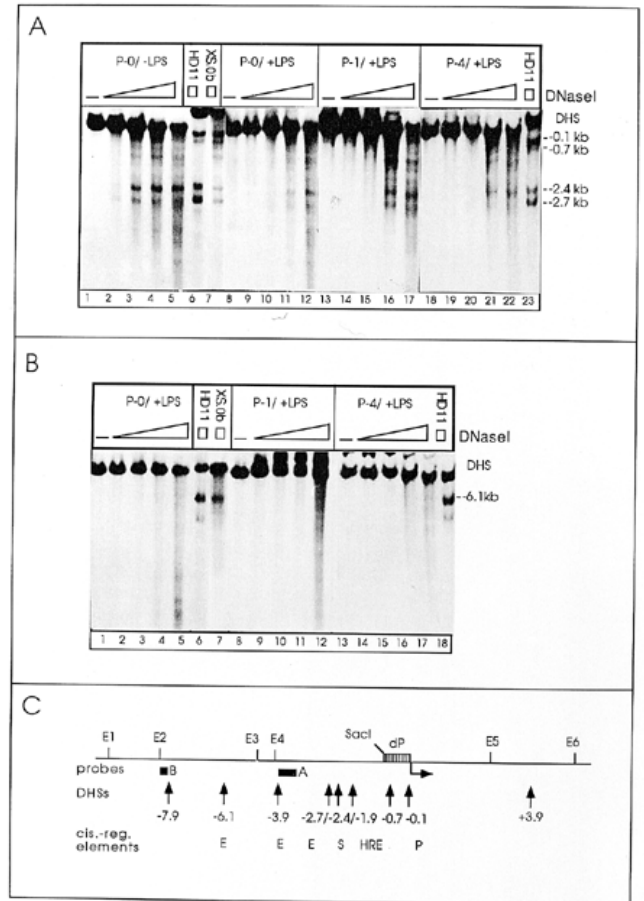 A
P-0/ -LPS HD11 XS.0b P-0/ +LPS P-1/ +LPS P-4/ +LPS HD11
DNaseI
DHS
--0.1 kb
--0.7 kb
--2.4 kb
--2.7 kb
1 2 3 4 5 6 7 8 9 10 11 12 13 14 15 16 17 18 19 20 21 22 23
B
P-0/ +LPS HD11 XS.0b P-1/ +LPS P-4/ +LPS HD11
DNaseI
DHS
--6.1kb
1 2 3 4 5 6 7 8 9 10 11 12 13 14 15 16 17 18
C
SacI
E1 E2 E3 E4 dP E5 E6
probes B A
DHSs
-7.9 -6.1 -3.9 -2.7/-2.4/ -1.9 -0.7 -0.1 +3.9
cis.-reg. elements
E E E S HRE P